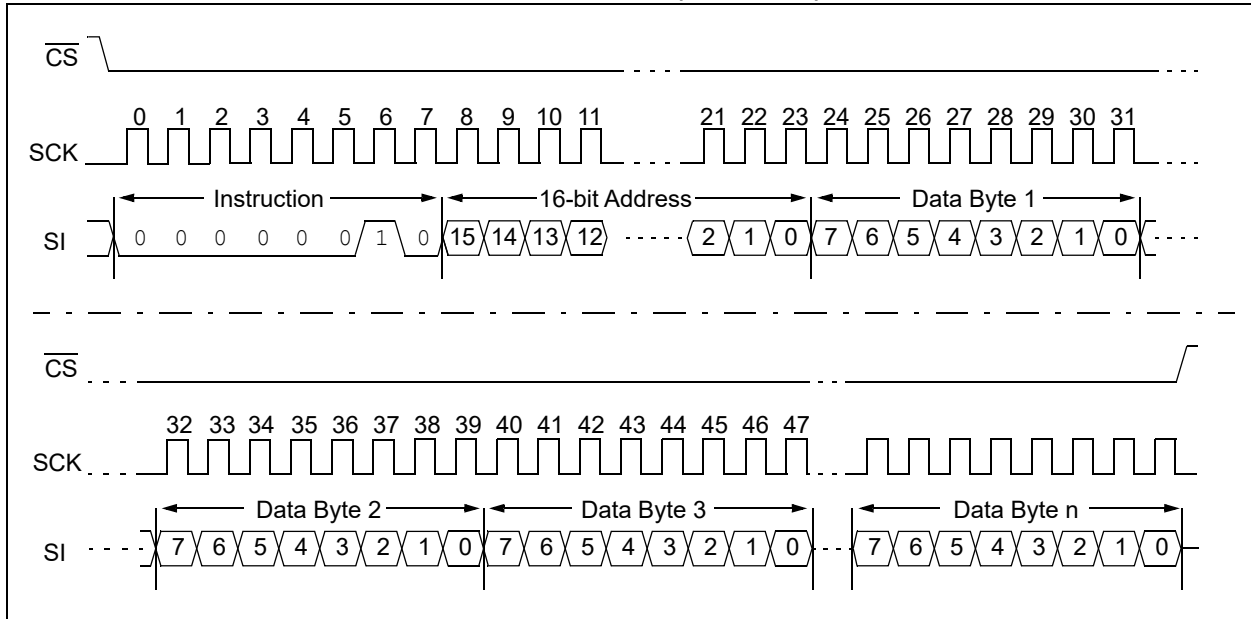 CS
0 1 2 3 4 5 6 7 8 9 10 11 21 22 23 24 25 26 27 28 29 30 31
SCK
Instruction 16-bit Address Data Byte 1
SI 0 0 0 0 0 0 1 0 15 14 13 12 2 1 0 7 6 5 4 3 2 1 0
CS
32 33 34 35 36 37 38 39 40 41 42 43 44 45 46 47
SCK
Data Byte 2 Data Byte 3 Data Byte n
SI 7 6 5 4 3 2 1 0 7 6 5 4 3 2 1 0 7 6 5 4 3 2 1 0